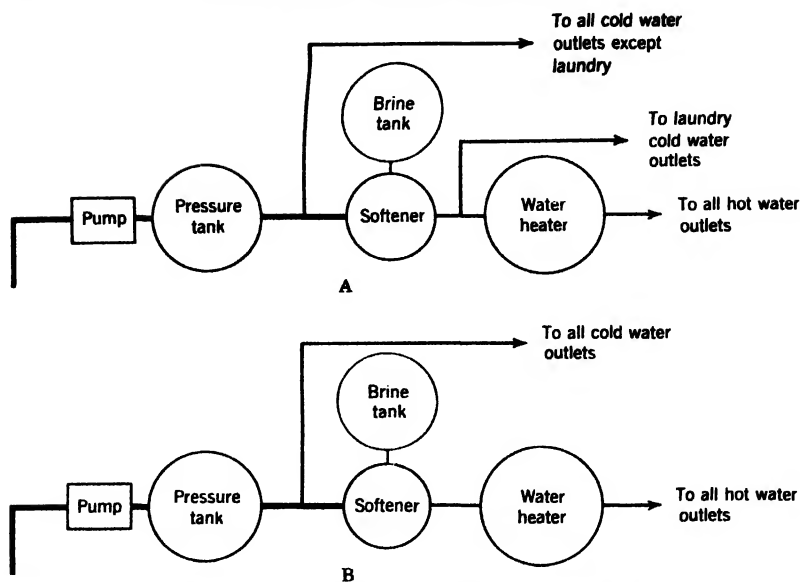 To all cold water
outlets except
laundry
Brine
tank
To laundry
cold water
outlets
Pump
Pressure
tank
Softener
Water
heater
To all hot water
outlets
A
To all cold water
outlets
Brine
tank
Pump
Pressure
tank
Softener
Water
heater
To all hot water
outlets
B